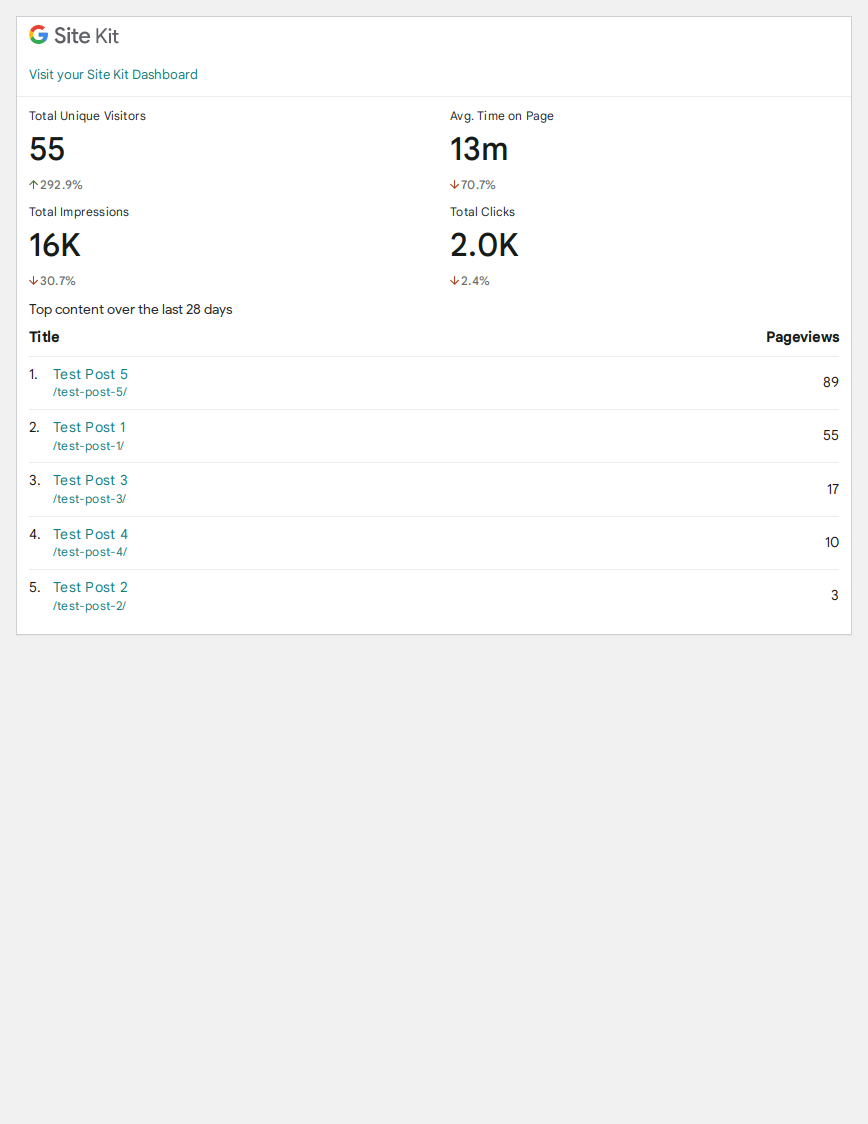 Site Kit
Visit your Site Kit Dashboard
Total Unique Visitors
55
↑292.9%
Avg. Time on Page
13m
↓70.7%
Total Impressions
16K
↓30.7%
Total Clicks
2.0K
↓2.4%
Top content over the last 28 days
Title Pageviews
1. Test Post 5 89
/test-post-5/
2. Test Post 1 55
/test-post-1/
3. Test Post 3 17
/test-post-3/
4. Test Post 4 10
/test-post-4/
5. Test Post 2 3
/test-post-2/